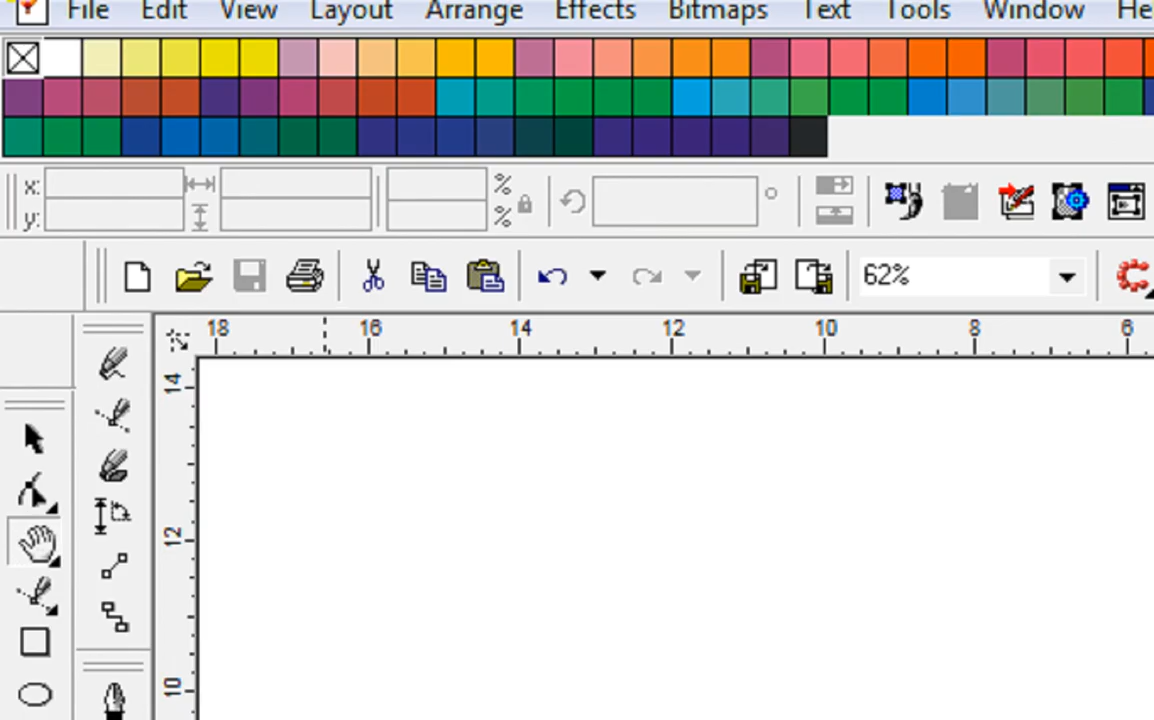 File Edit View Layout Arrange Effects Bitmaps Text Tools Window He
x: %
y: %
62%
18 16 14 12 10 8 6
14
12
10